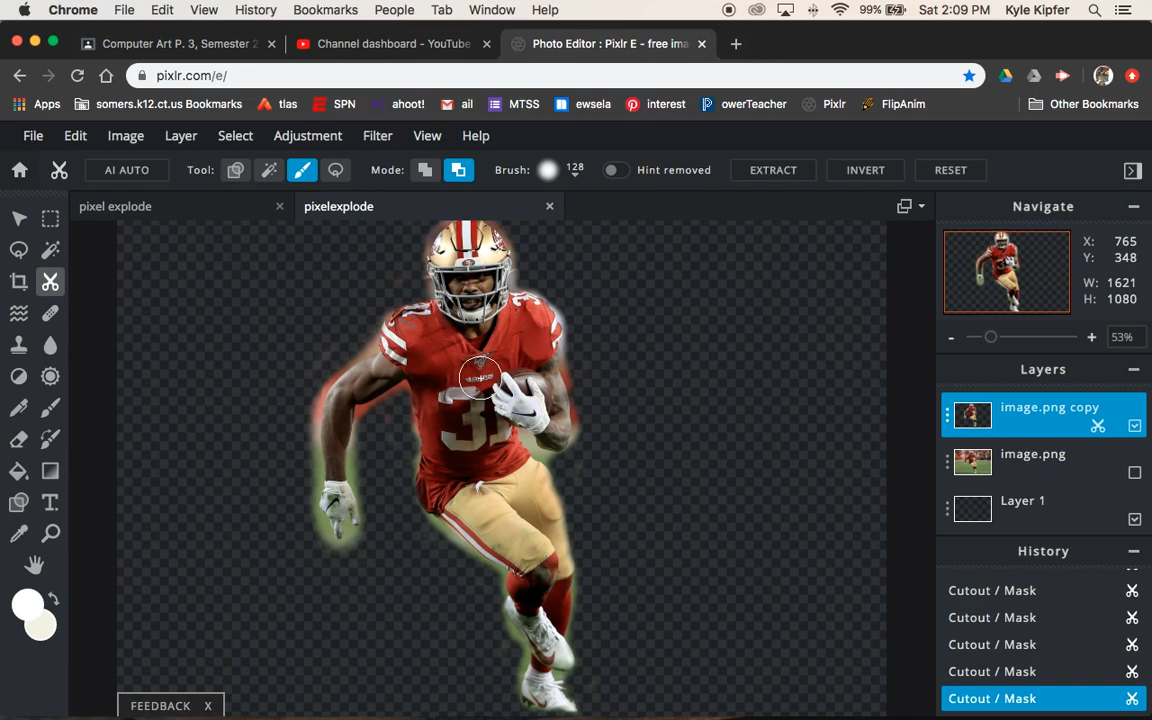 Chrome File Edit View History Bookmarks People Tab Window Help 99% Sat 2:09 PM Kyle Kipfer
Computer Art P. 3, Semester 2 Channel dashboard - YouTube Photo Editor : Pixlr E - free ima
pixlr.com/e/
Apps somers.k12.ct.us Bookmarks tlas SPN ahoot! ail MTSS ewsela interest owerTeacher Pixlr FlipAnim Other Bookmarks
File Edit Image Layer Select Adjustment Filter View Help
AI AUTO Tool: Mode: Brush: 128 Hint removed EXTRACT INVERT RESET
pixel explode pixelexplode Navigate
X: 765
Y: 348
W: 1621
H: 1080
53%
Layers
image.png copy
image.png
Layer 1
History
Cutout / Mask
Cutout / Mask
Cutout / Mask
Cutout / Mask
Cutout / Mask
31
31
FEEDBACK X